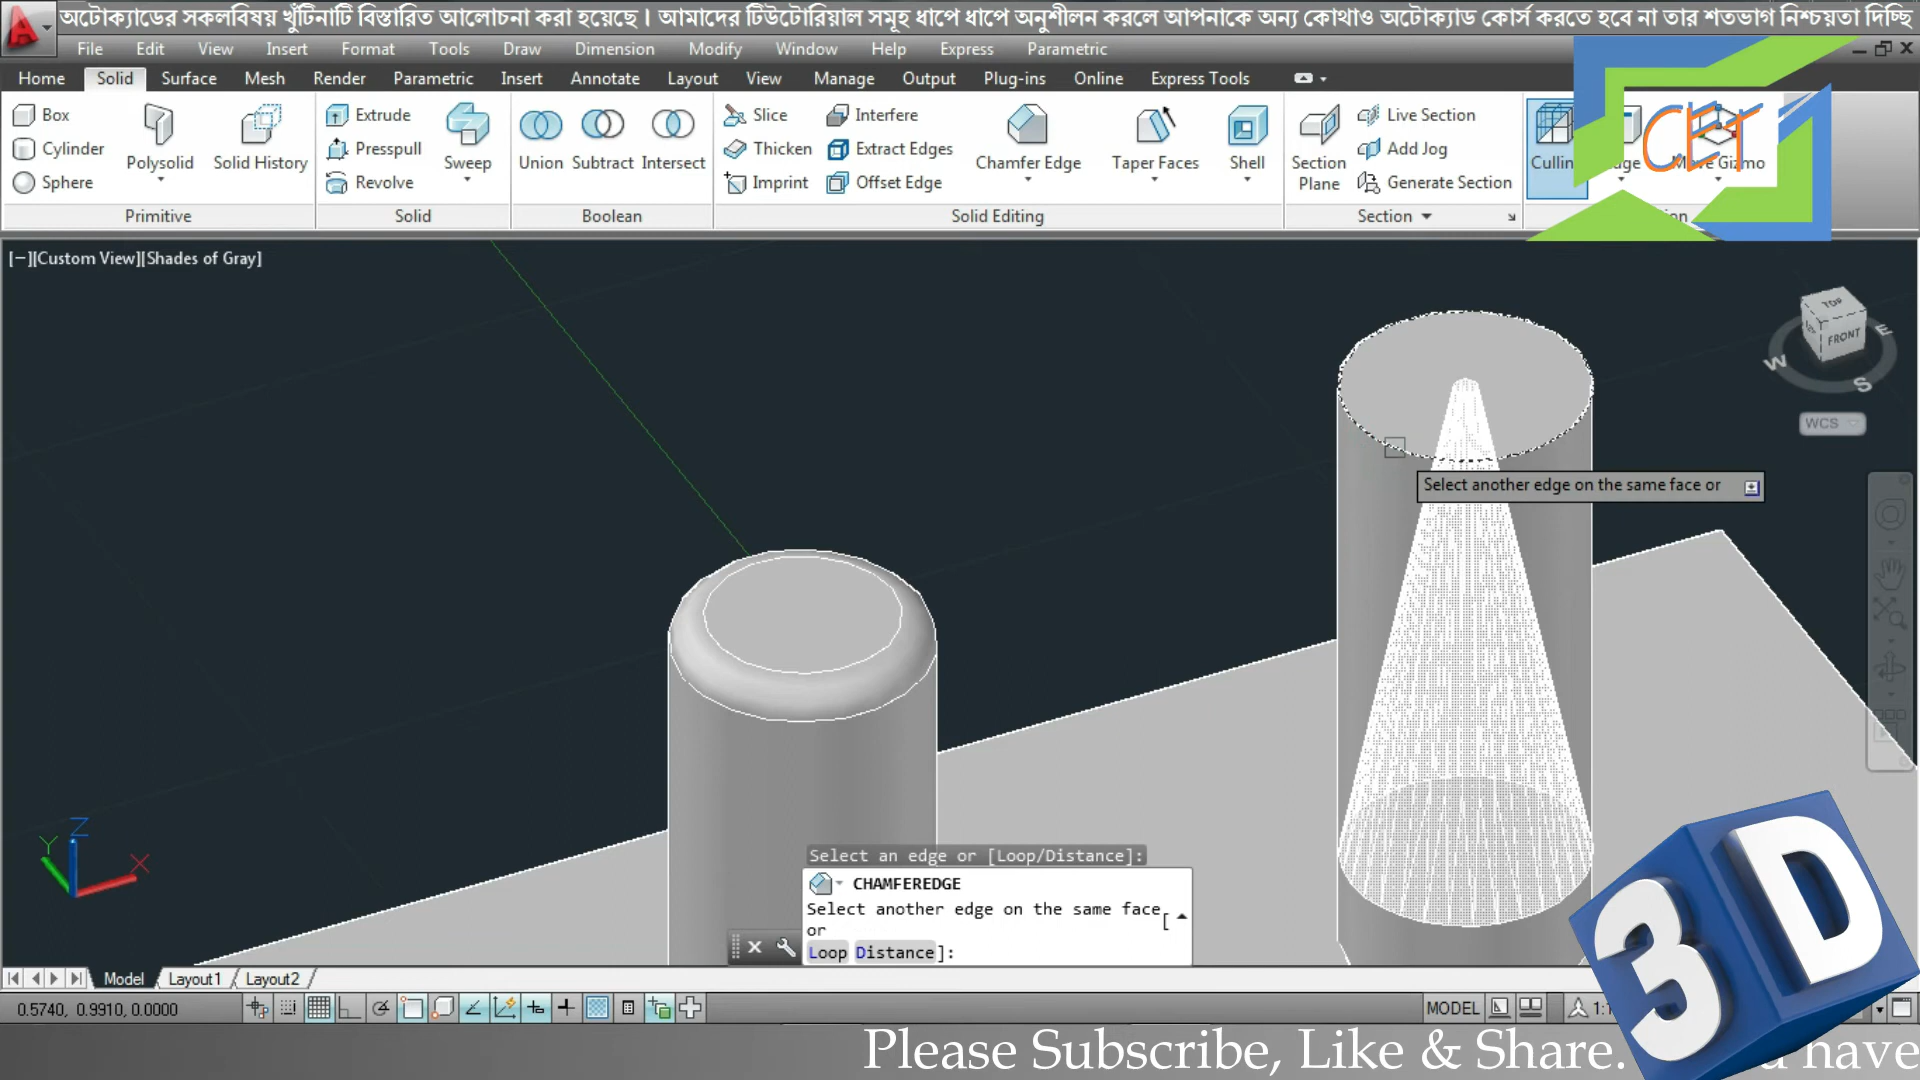 অটোক্যাডের সকলবিষয় খুঁটিনাটি বিস্তারিত আলোচনা করা হয়েছে। আমাদের টিউটোরিয়াল সমূহ ধাপে ধাপে অনুশীলন করলে আপনাকে অন্য কোথাও অটোক্যাড কোর্স করতে হবে না তার শতভাগ নিশ্চয়তা দিচ্ছি
File Edit View Insert Format Tools Draw Dimension Modify Window Help Express Parametric
Home Solid Surface Mesh Render Parametric Insert Annotate Layout View Manage Output Plug-ins Online Express Tools
Box Extrude Slice Interfere Live Section
Cylinder Presspull Thicken Extract Edges Add Jog
Polysolid Solid History Sweep Union Subtract Intersect Chamfer Edge Taper Faces Shell Section Plane
Sphere Revolve Imprint Offset Edge Generate Section
CET
Gizmo
Primitive Solid Boolean Solid Editing Section
[−][Custom View][Shades of Gray]
TOP
FRONT
W S E
WCS
Select another edge on the same face or
Z
Y X
Select an edge or [Loop/Distance]:
CHAMFEREDGE
Select another edge on the same face [
or
Loop Distance]:
Model Layout1 Layout2
0.5740, 0.9910, 0.0000
MODEL
3D
Please Subscribe, Like & Share. have